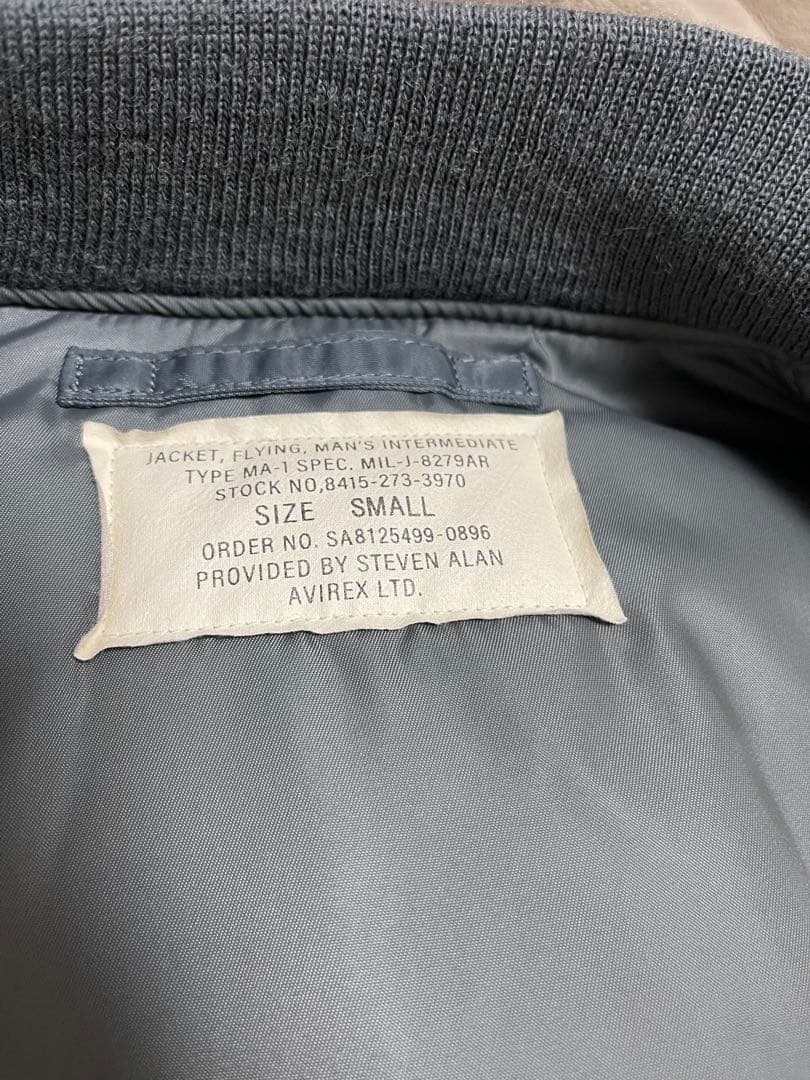 JACKET, FLYING, MAN'S INTERMEDIATE
TYPE MA-1 SPEC. MIL-J-8279AR
STOCK NO,8415-273-3970
SIZE SMALL
ORDER NO. SA8125499-0896
PROVIDED BY STEVEN ALAN
AVIREX LTD.